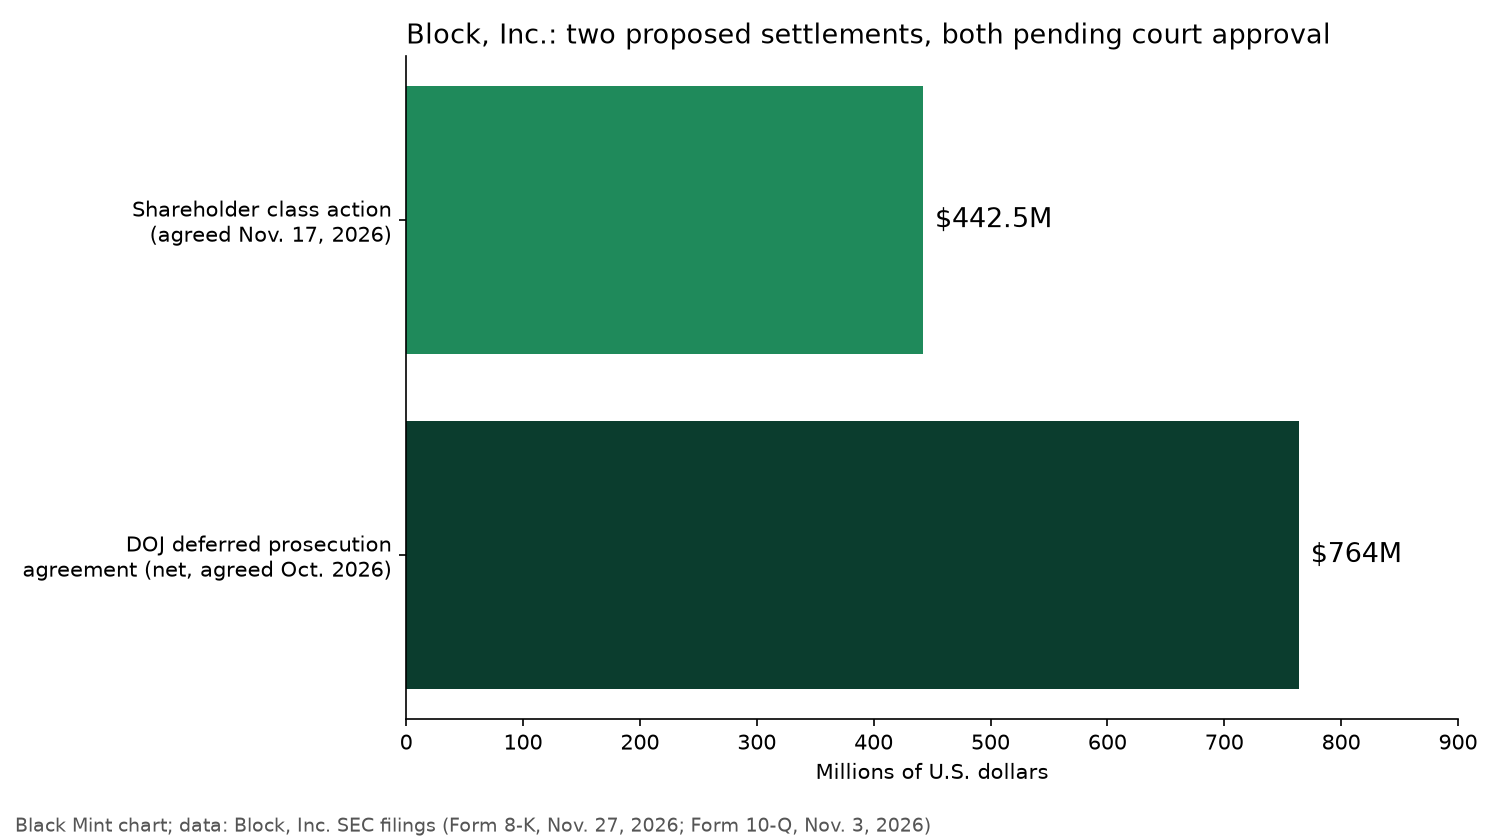 Block, Inc.: two proposed settlements, both pending court approval
Shareholder class action
(agreed Nov. 17, 2026)
$442.5M
DOJ deferred prosecution
agreement (net, agreed Oct. 2026)
$764M
0 100 200 300 400 500 600 700 800 900
Millions of U.S. dollars
Black Mint chart; data: Block, Inc. SEC filings (Form 8-K, Nov. 27, 2026; Form 10-Q, Nov. 3, 2026)